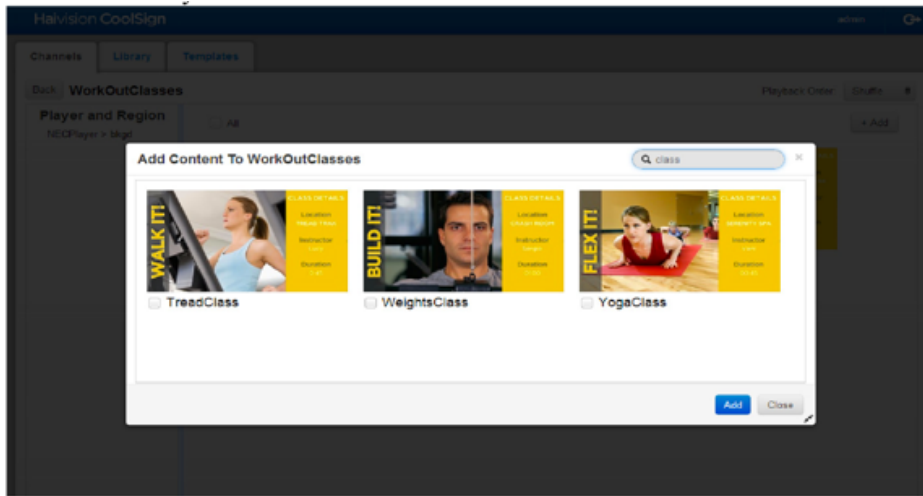 Haivision CoolSign
admin
Channels
Library
Templates
Back
WorkOutClasses
Playback Order:
Shuffle
Player and Region
NECPlayer > bkgd
All
+ Add
Add Content To WorkOutClasses
class
×
WALK IT!
CLASS DETAILS
Location
Instructor
Duration
BUILD IT!
CLASS DETAILS
Location
Instructor
Duration
FLEX IT!
CLASS DETAILS
Location
Instructor
Duration
TreadClass
WeightsClass
YogaClass
Add
Close